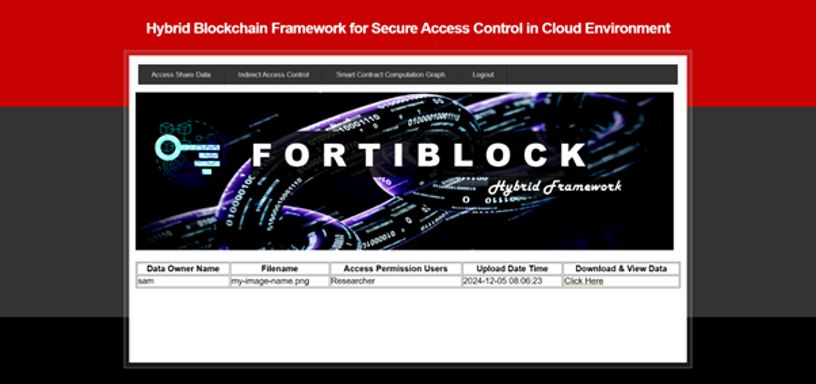 Hybrid Blockchain Framework for Secure Access Control in Cloud Environment
Access Share Data Indirect Access Control Smart Contract Computation Graph Logout
FORTIBLOCK
Hybrid Framework
Data Owner Name Filename Access Permission Users Upload Date Time Download & View Data
sam my-image-name.png Researcher 2024-12-05 08:06:23 Click Here